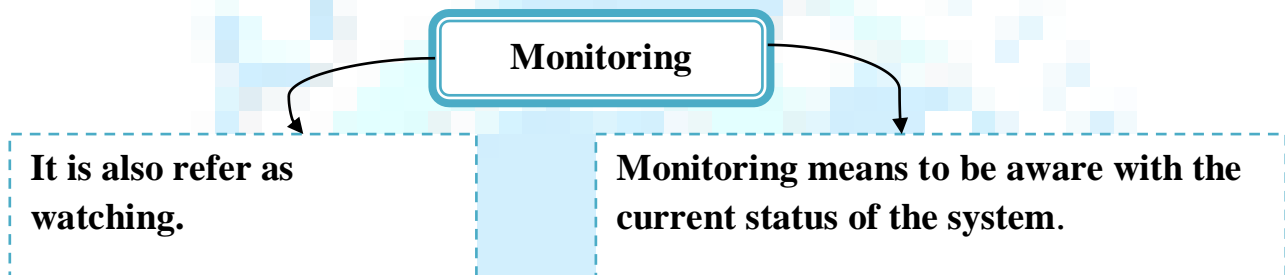 Monitoring
It is also refer as
watching.
Monitoring means to be aware with the
current status of the system.